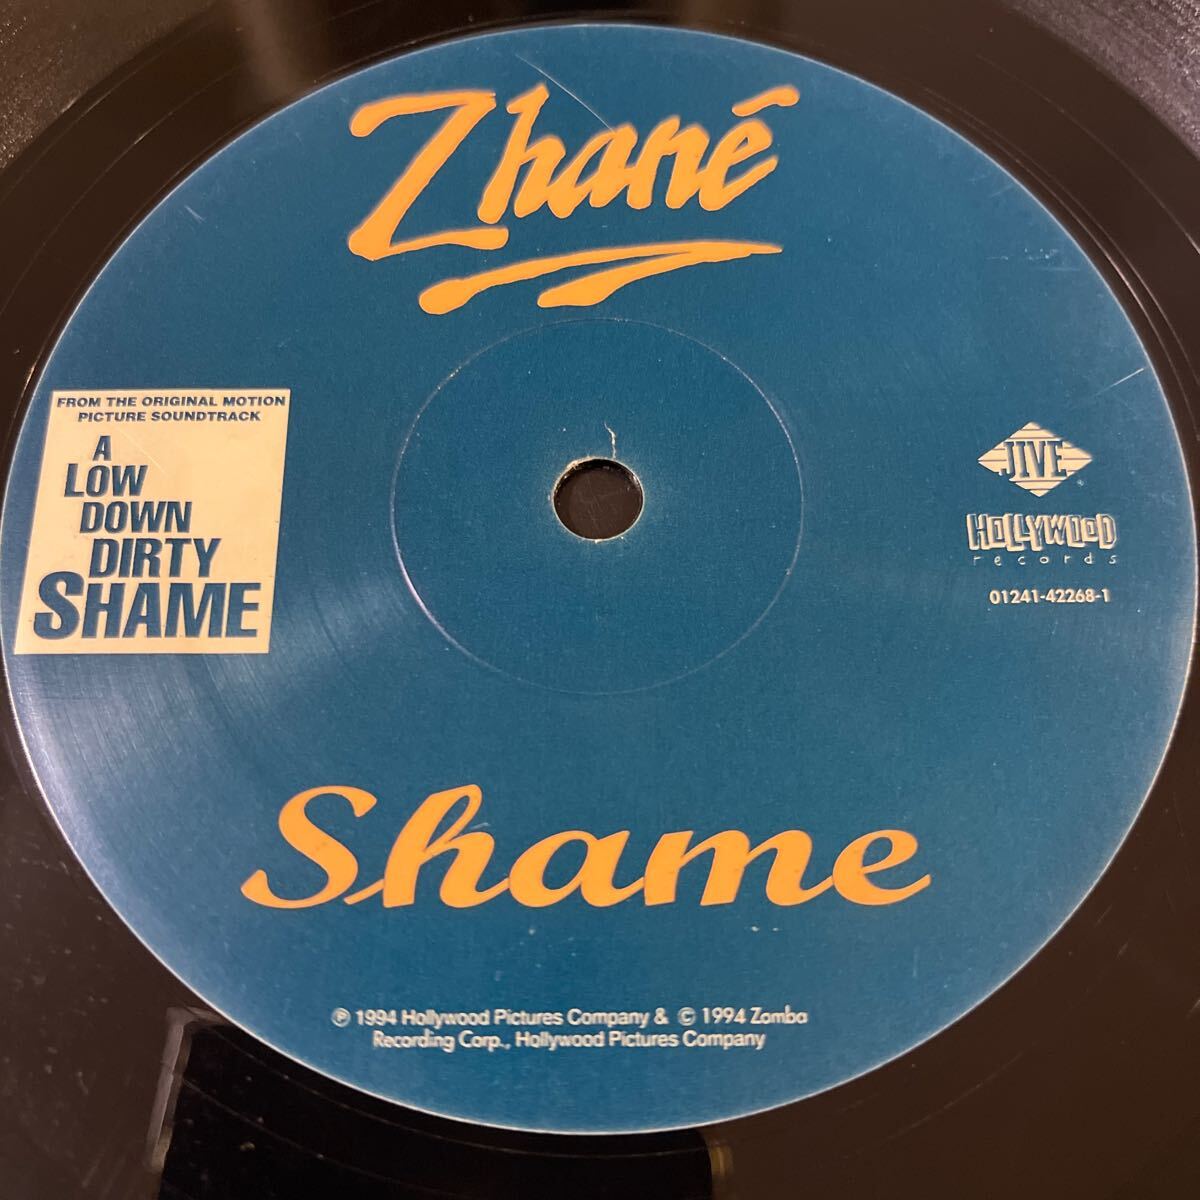 Zhané
FROM THE ORIGINAL MOTION
PICTURE SOUNDTRACK
A
LOW
DOWN
DIRTY
SHAME
JIVE
HOLLYWOOD
records
01241-42268-1
Shame
℗ 1994 Hollywood Pictures Company & © 1994 Zomba
Recording Corp., Hollywood Pictures Company